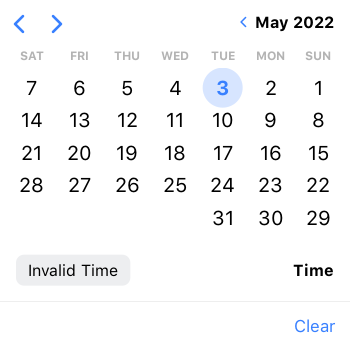 May 2022
SAT FRI THU WED TUE MON SUN
7 6 5 4 3 2 1
14 13 12 11 10 9 8
21 20 19 18 17 16 15
28 27 26 25 24 23 22
31 30 29
Invalid Time Time
Clear